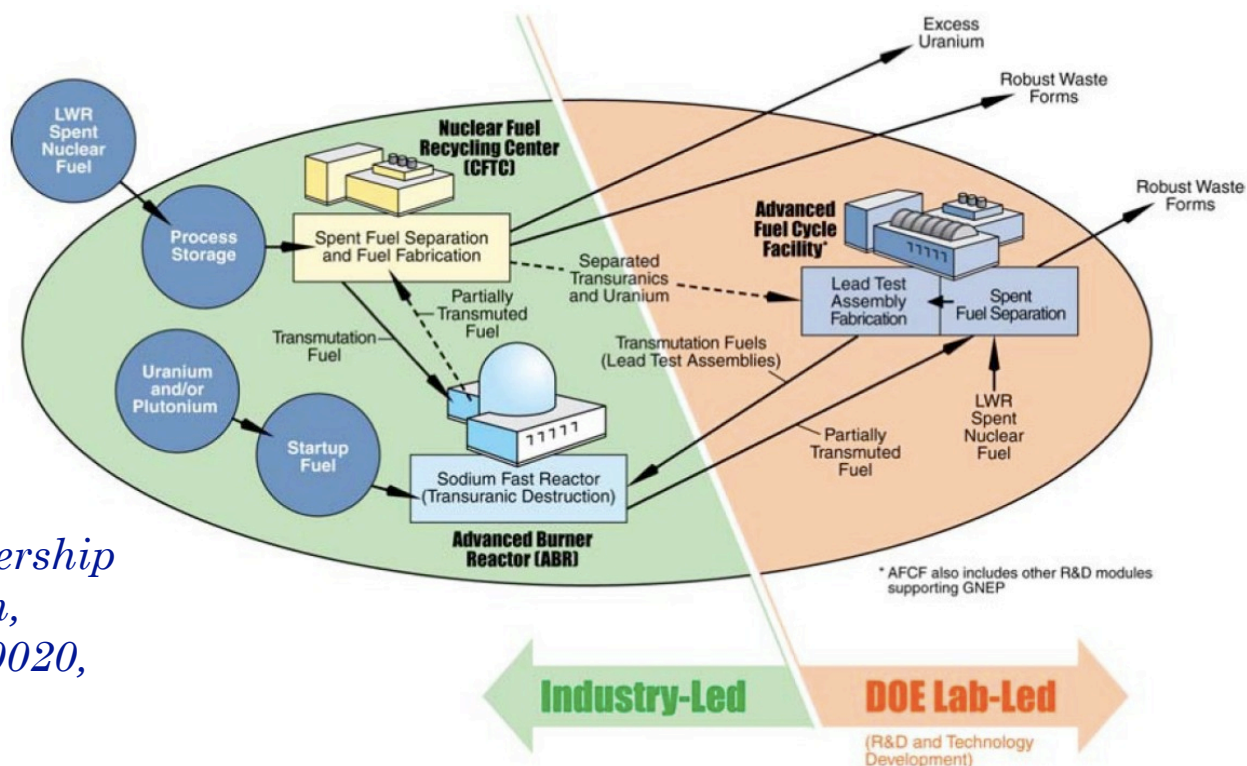 Excess
Uranium
Robust Waste
Forms
LWR
Spent
Nuclear
Fuel
Nuclear Fuel
Recycling Center
(CFTC)
Robust Waste
Forms
Process
Storage
Spent Fuel Separation
and Fuel Fabrication
Advanced
Fuel Cycle
Facility*
Separated
Transuranics
and Uranium
Lead Test
Assembly
Fabrication
Spent
Fuel Separation
Partially
Transmuted
Fuel
Transmutation
Fuel
Transmutation Fuels
(Lead Test Assemblies)
Uranium
and/or
Plutonium
Startup
Fuel
LWR
Spent
Nuclear
Fuel
Partially
Transmuted
Fuel
Sodium Fast Reactor
(Transuranic Destruction)
Advanced Burner
Reactor (ABR)
* AFCF also includes other R&D modules
supporting GNEP
ership
,
0020,
Industry-Led
DOE Lab-Led
(R&D and Technology
Development)